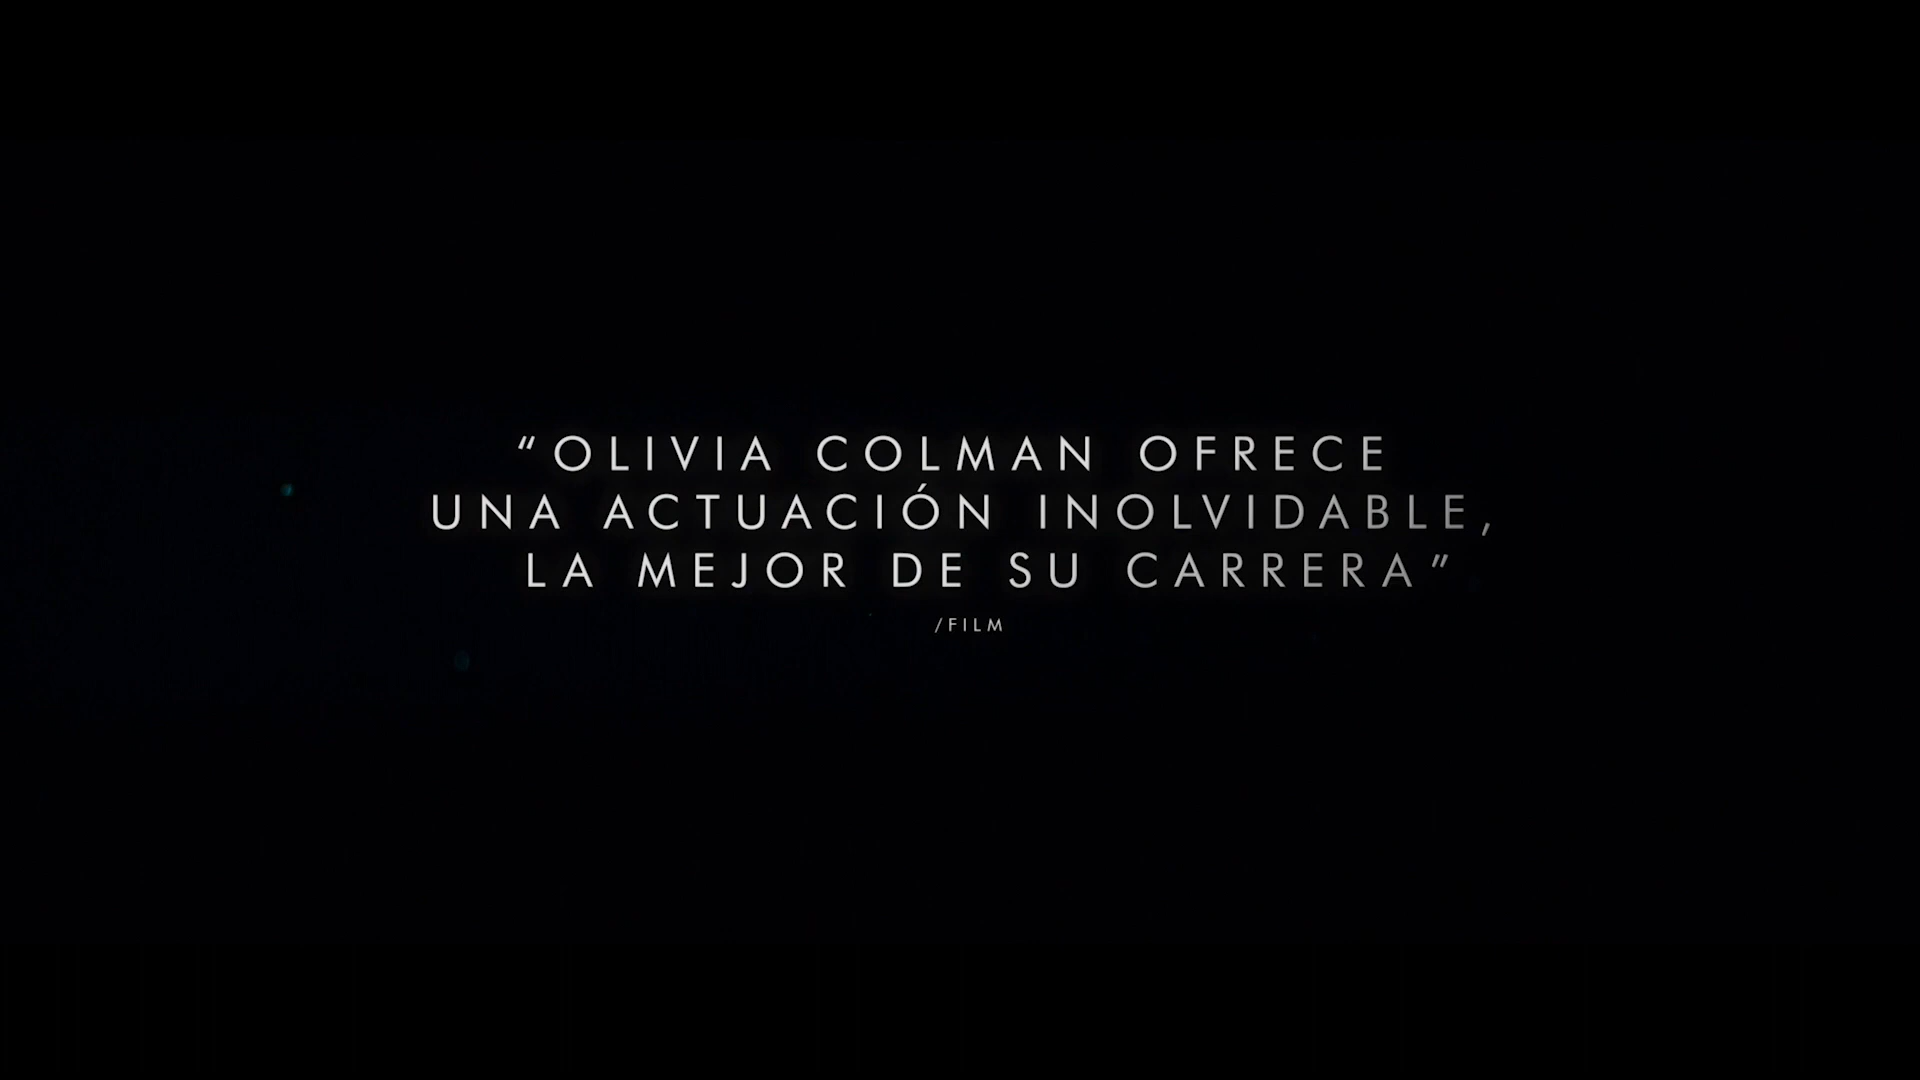 “OLIVIA COLMAN OFRECE
UNA ACTUACIÓN INOLVIDABLE,
LA MEJOR DE SU CARRERA”
/FILM